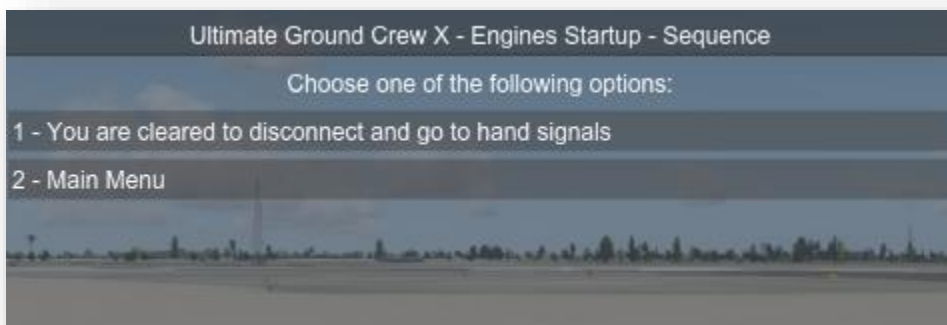 Ultimate Ground Crew X - Engines Startup - Sequence
Choose one of the following options:
1 - You are cleared to disconnect and go to hand signals
2 - Main Menu